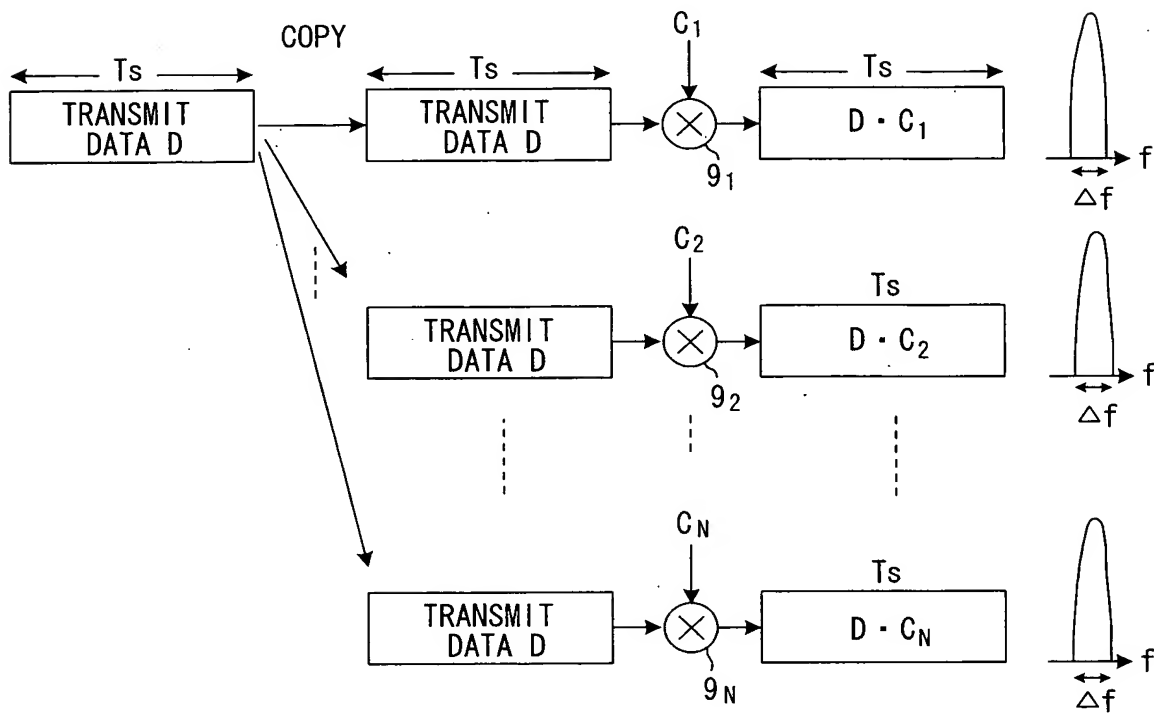 COPY
C1
Ts
Ts
Ts
TRANSMIT
DATA D
TRANSMIT
DATA D
D・C1
91
f
Δf
C2
Ts
TRANSMIT
DATA D
D・C2
92
f
Δf
CN
Ts
TRANSMIT
DATA D
D・CN
9N
f
Δf